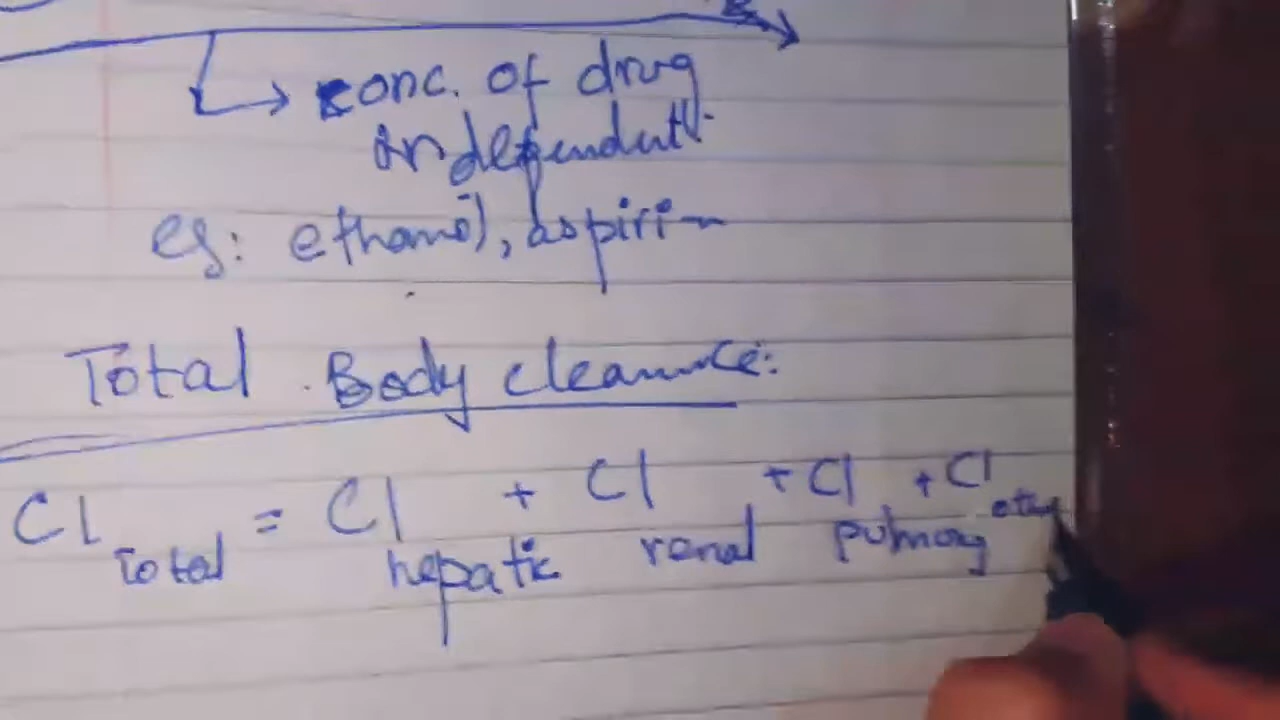 conc. of drug
independent.
eg: ethanol, aspirin
Total Body clearance:
Cl Total = Cl hepatic + Cl renal + Cl pulmonary + Cl other